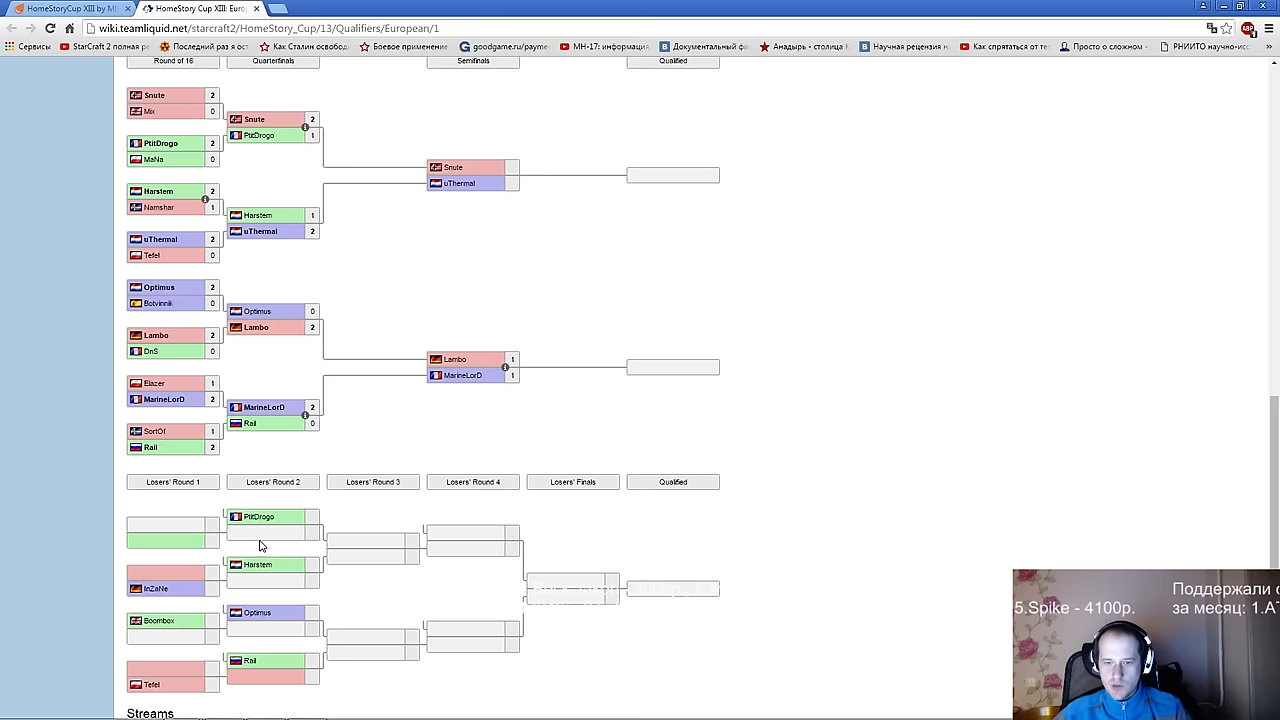 HomeStoryCup XIII by M
HomeStory Cup XIII: Euro
wiki.teamliquid.net/starcraft2/HomeStory_Cup/13/Qualifiers/European/1
Сервисы StarCraft 2 полная ре Последний раз я ост Как Сталин освобод Боевое применение goodgame.ru/payme МН-17: информаци Документальный фи Анадырь - столица К Научная рецензия н Как спрятаться от те Просто о сложном - РНИИТО научно-исс
Round of 16 Quarterfinals Semifinals Qualified
Snute 2
Mix 0
Snute 2
PtitDrogo 1
PtitDrogo 2
MaNa 0
Snute
uThermal
Harstem 2
Namshar 1
Harstem 1
uThermal 2
uThermal 2
Tefel 0
Optimus 2
Botvinnik 0
Optimus 0
Lambo 2
Lambo 2
DnS 0
Lambo 1
MarineLorD 1
Elazer 1
MarineLorD 2
MarineLorD 2
Rail 0
SortOf 1
Rail 2
Losers' Round 1 Losers' Round 2 Losers' Round 3 Losers' Round 4 Losers' Finals Qualified
PtitDrogo
Harstem
InZaNe
Optimus
Boombox
Rail
Tefel
Streams
Поддержали с
5.Spike - 4100р. за месяц: 1.А